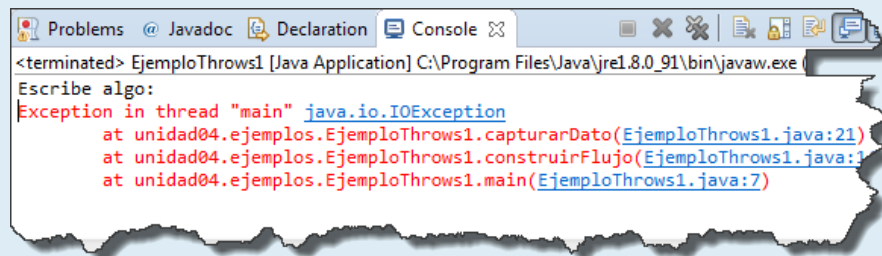 Problems @ Javadoc Declaration Console
<terminated> EjemploThrows1 [Java Application] C:\Program Files\Java\jre1.8.0_91\bin\javaw.exe (
Escribe algo:
Exception in thread "main" java.io.IOException
at unidad04.ejemplos.EjemploThrows1.capturarDato(EjemploThrows1.java:21)
at unidad04.ejemplos.EjemploThrows1.construirFlujo(EjemploThrows1.java:1
at unidad04.ejemplos.EjemploThrows1.main(EjemploThrows1.java:7)